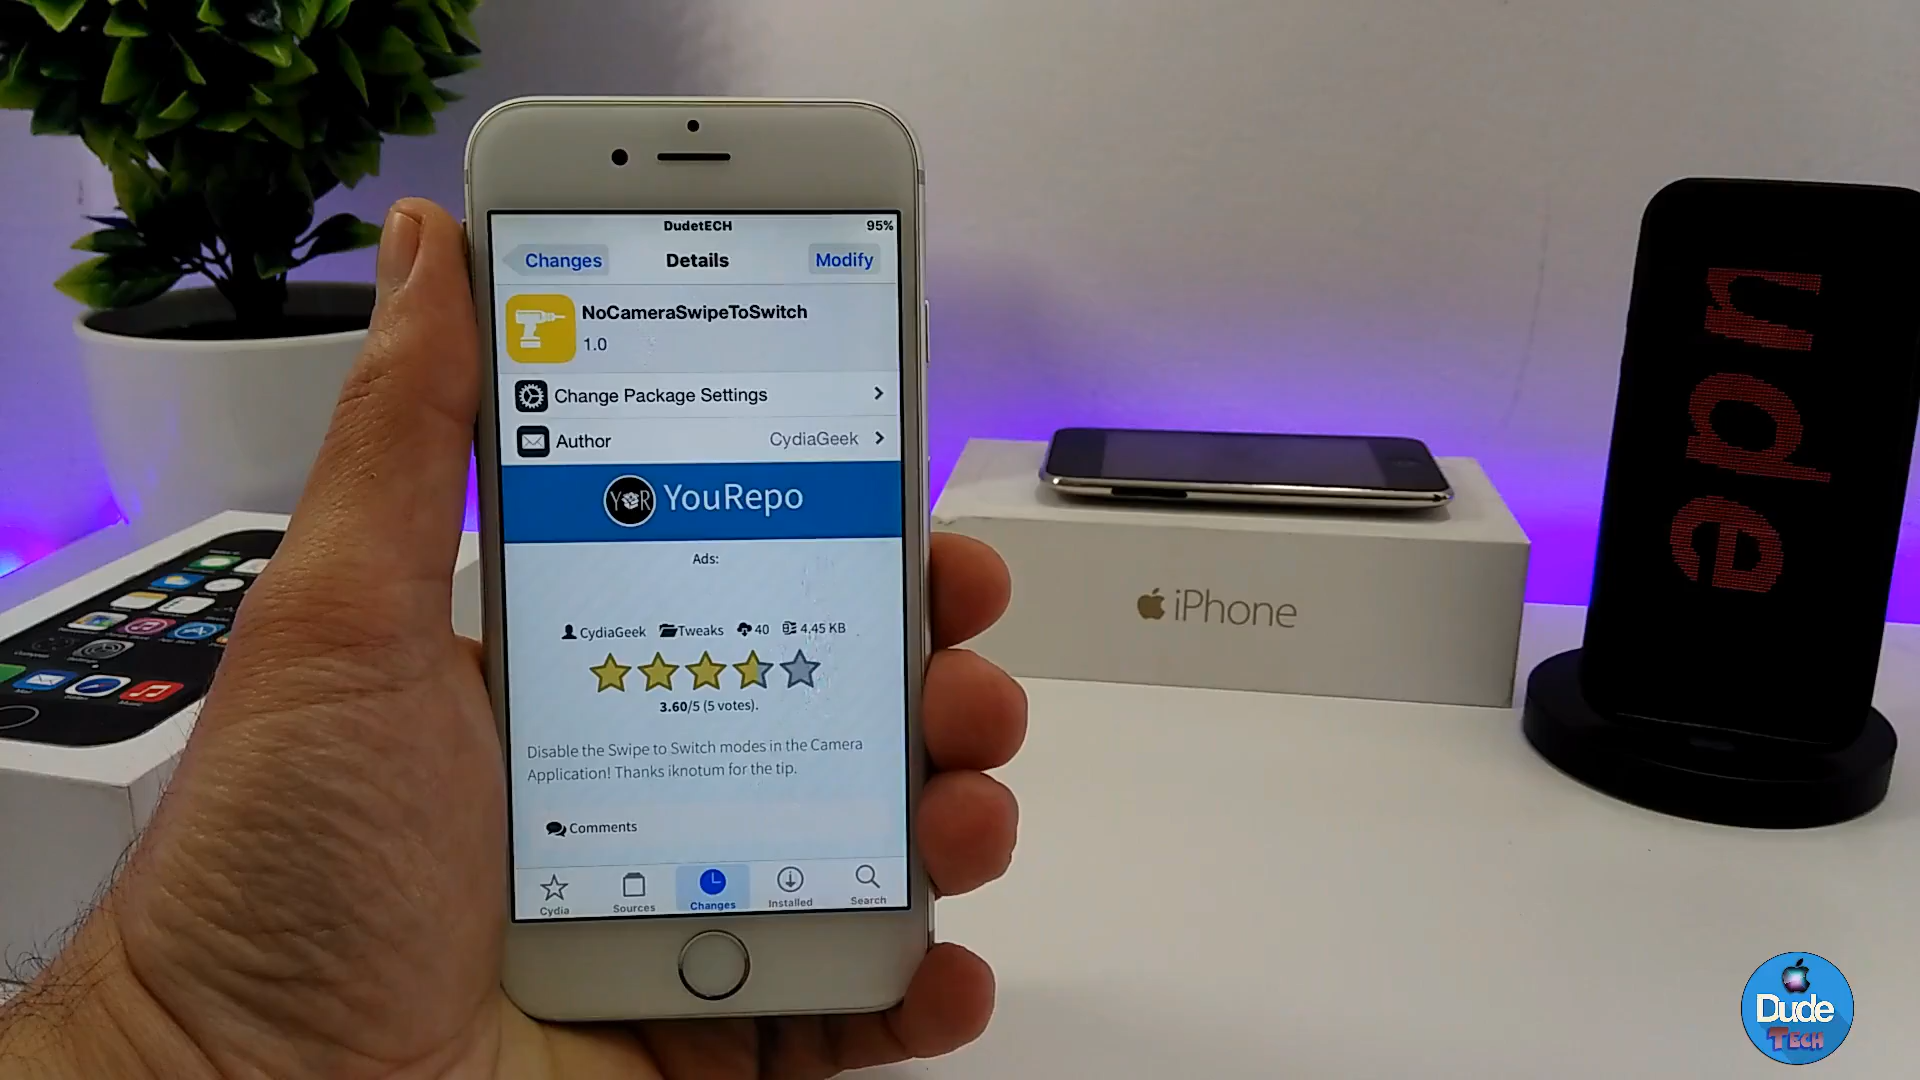 DudetECH
95%
Changes
Details
Modify
NoCameraSwipeToSwitch
1.0
Change Package Settings
Author
CydiaGeek
YOR
YouRepo
Ads:
CydiaGeek
Tweaks
40
4.45 KB
3.60/5 (5 votes).
Disable the Swipe to Switch modes in the Camera
Application! Thanks iknotum for the tip.
Comments
Cydia
Sources
Changes
Installed
Search
iPhone
ude
Dude
TECH